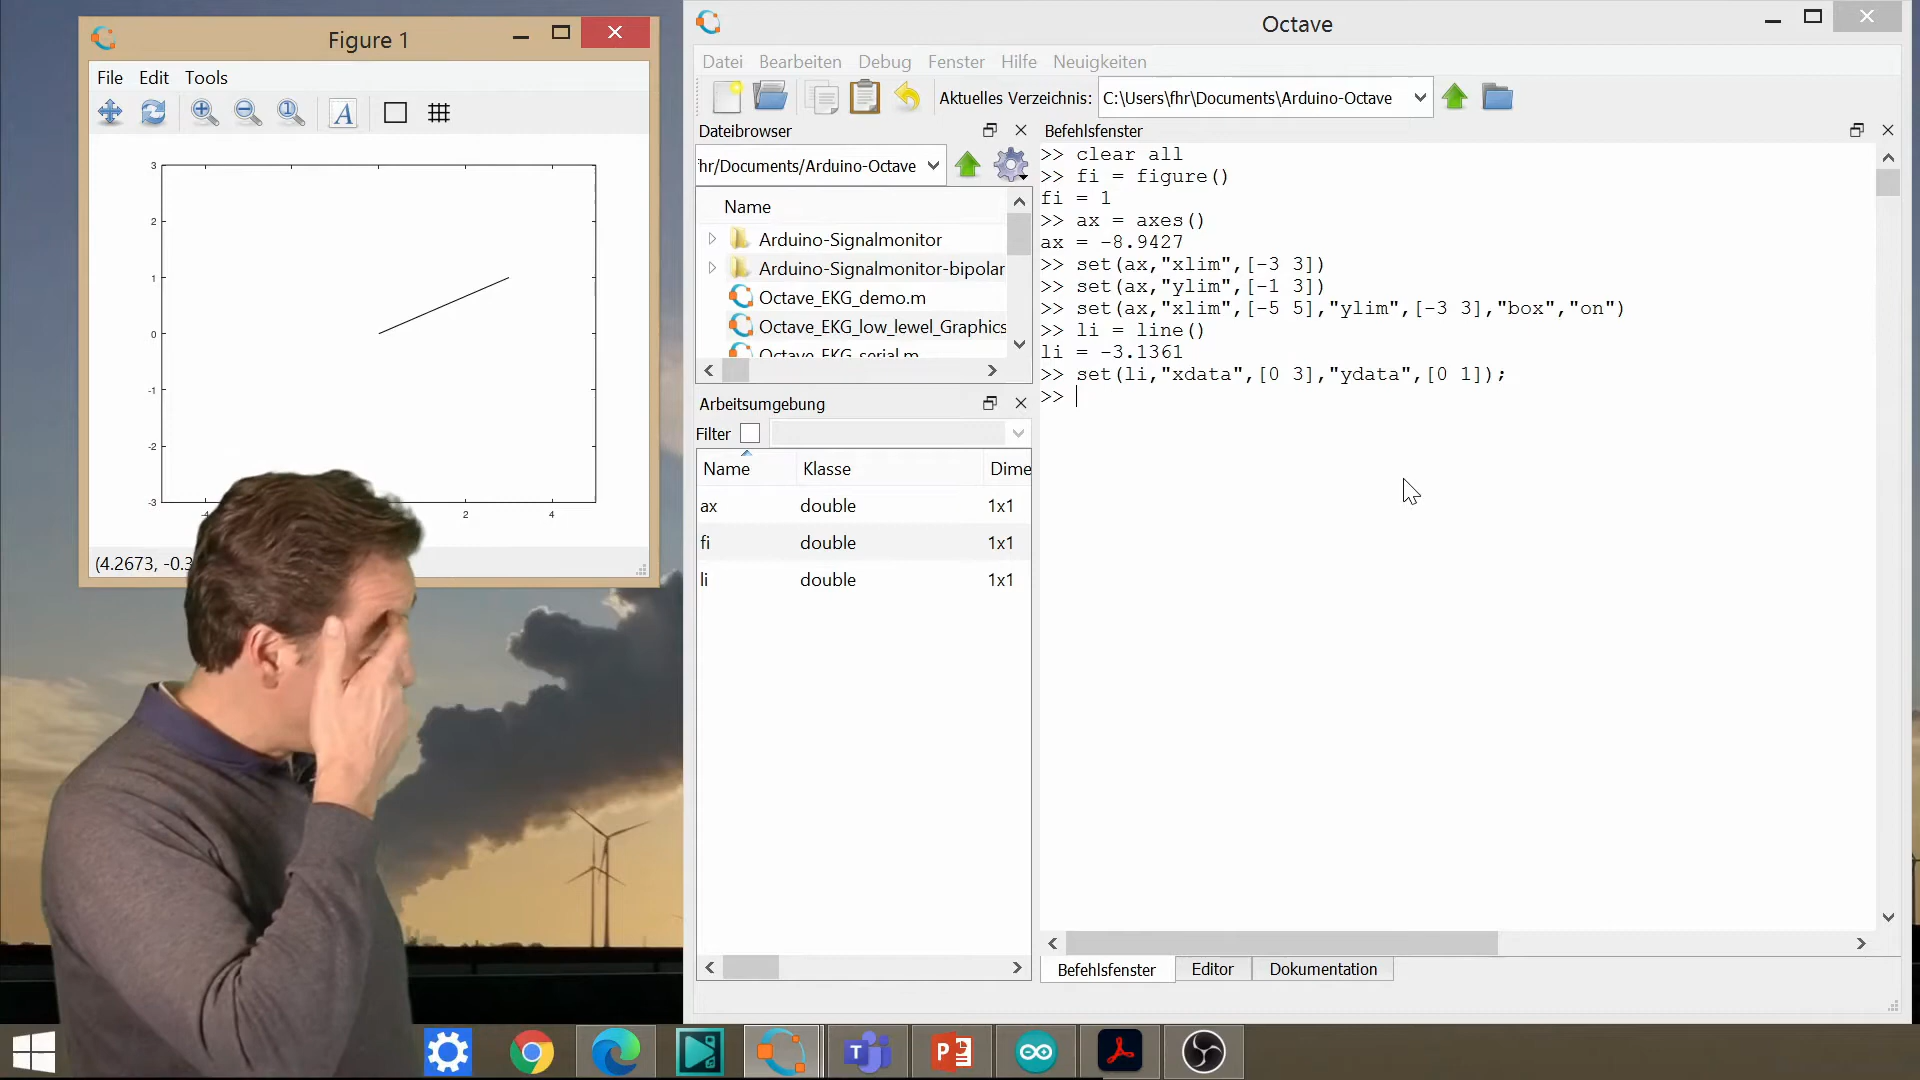 Figure 1
File Edit Tools
A
3
2
1
0
-1
-2
-3
-4
2
4
(4.2673, -0.3
Octave
Datei Bearbeiten Debug Fenster Hilfe Neuigkeiten
Aktuelles Verzeichnis: C:\Users\fhr\Documents\Arduino-Octave
Dateibrowser
hr/Documents/Arduino-Octave
Name
Arduino-Signalmonitor
Arduino-Signalmonitor-bipolar
Octave_EKG_demo.m
Octave_EKG_low_lewel_Graphics
Octave_EKG_serial.m
Arbeitsumgebung
Filter
Name Klasse Dime
ax double 1x1
fi double 1x1
li double 1x1
Befehlsfenster
>> clear all
>> fi = figure()
fi = 1
>> ax = axes()
ax = -8.9427
>> set(ax,"xlim",[-3 3])
>> set(ax,"ylim",[-1 3])
>> set(ax,"xlim",[-5 5],"ylim",[-3 3],"box","on")
>> li = line()
li = -3.1361
>> set(li,"xdata",[0 3],"ydata",[0 1]);
>>
Befehlsfenster Editor Dokumentation